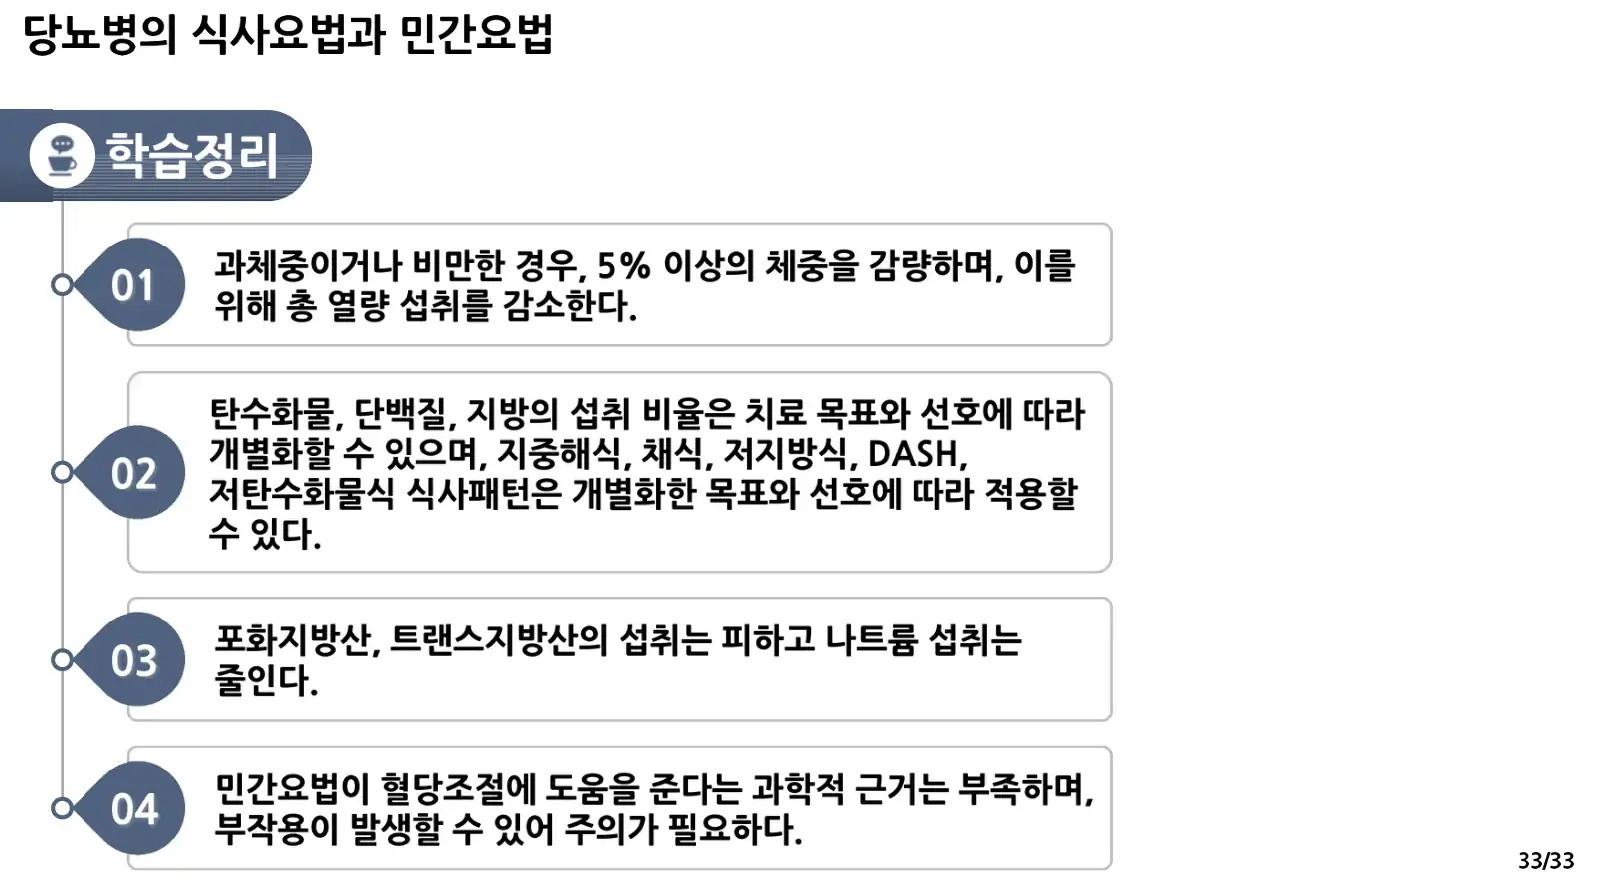 당뇨병의 식사요법과 민간요법
학습정리
01
과체중이거나 비만한 경우, 5% 이상의 체중을 감량하며, 이를
위해 총 열량 섭취를 감소한다.
02
탄수화물, 단백질, 지방의 섭취 비율은 치료 목표와 선호에 따라
개별화할 수 있으며, 지중해식, 채식, 저지방식, DASH,
저탄수화물식 식사패턴은 개별화한 목표와 선호에 따라 적용할
수 있다.
03
포화지방산, 트랜스지방산의 섭취는 피하고 나트륨 섭취는
줄인다.
04
민간요법이 혈당조절에 도움을 준다는 과학적 근거는 부족하며,
부작용이 발생할 수 있어 주의가 필요하다.
33/33